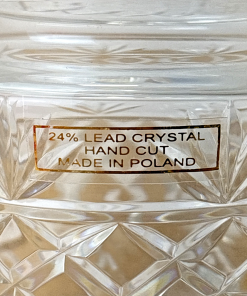 24% LEAD CRYSTAL
HAND CUT
MADE IN POLAND